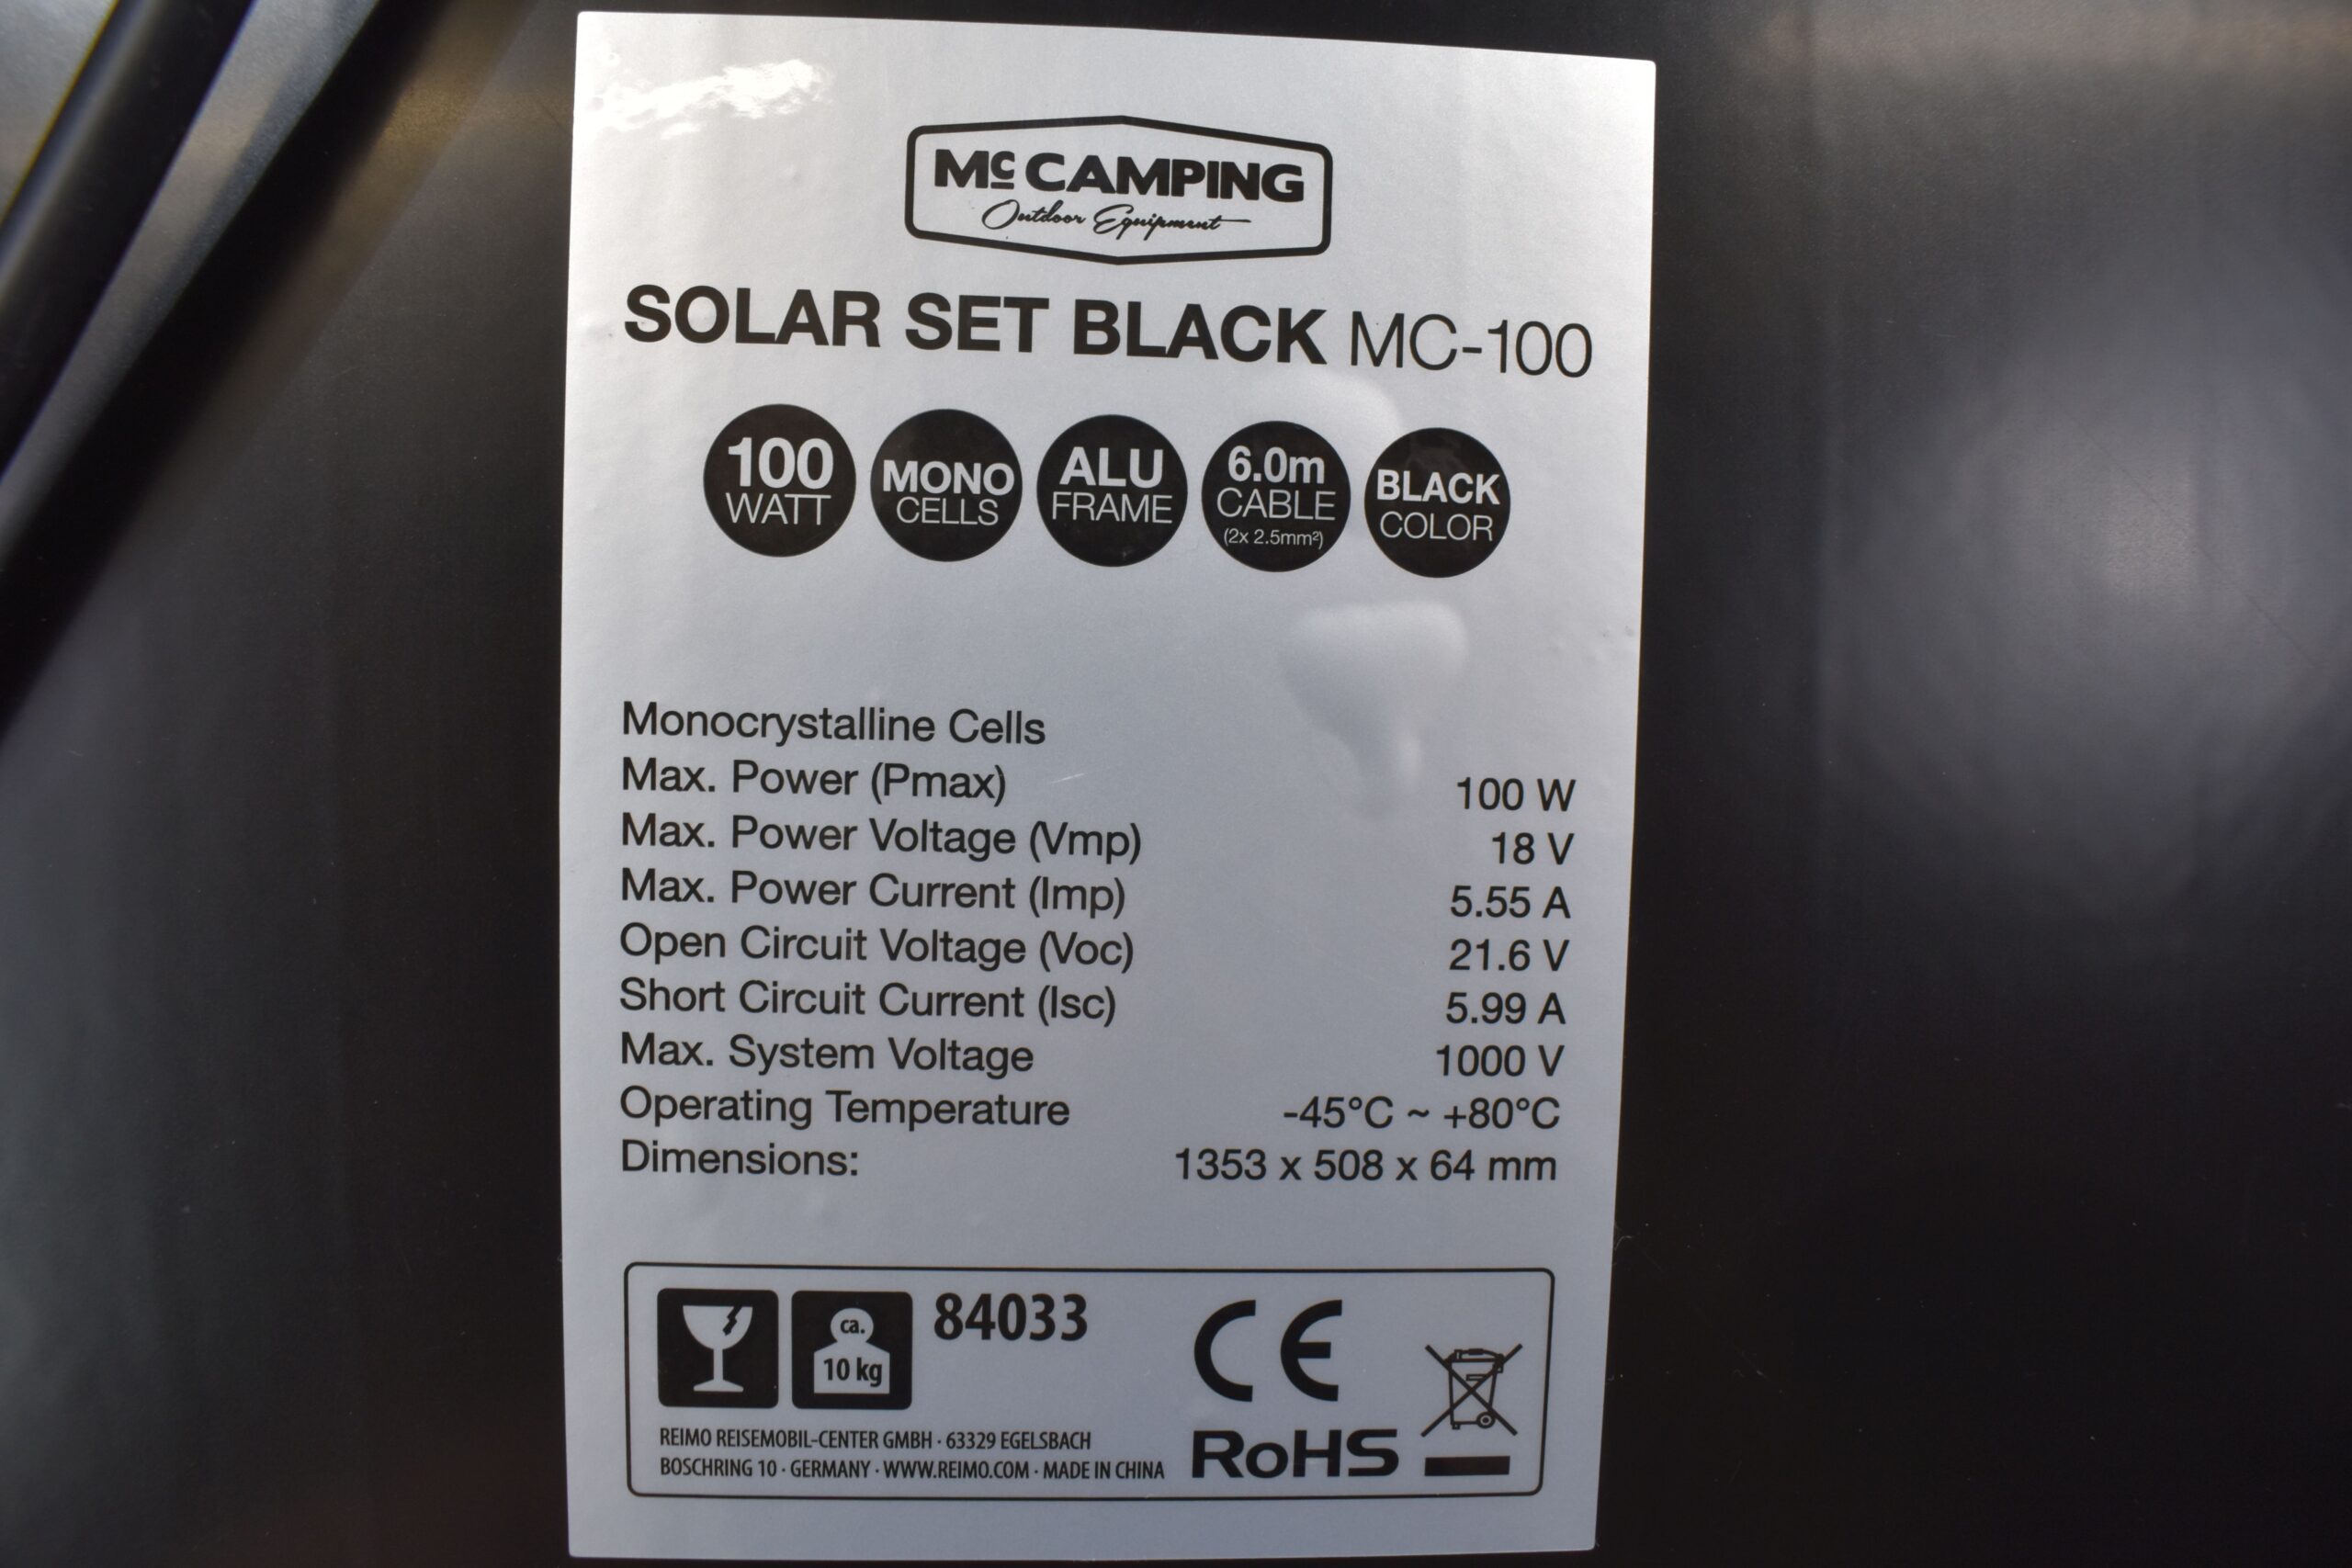 Mc CAMPING
Outdoor Equipment
SOLAR SET BLACK MC-100
100 WATT
MONO CELLS
ALU FRAME
6.0m CABLE (2x 2.5mm²)
BLACK COLOR
Monocrystalline Cells
Max. Power (Pmax) 100 W
Max. Power Voltage (Vmp) 18 V
Max. Power Current (Imp) 5.55 A
Open Circuit Voltage (Voc) 21.6 V
Short Circuit Current (Isc) 5.99 A
Max. System Voltage 1000 V
Operating Temperature -45°C ~ +80°C
Dimensions: 1353 x 508 x 64 mm
ca.
10 kg
84033
CE
REIMO REISEMOBIL-CENTER GMBH · 63329 EGELSBACH
BOSCHRING 10 · GERMANY · WWW.REIMO.COM · MADE IN CHINA
RoHS